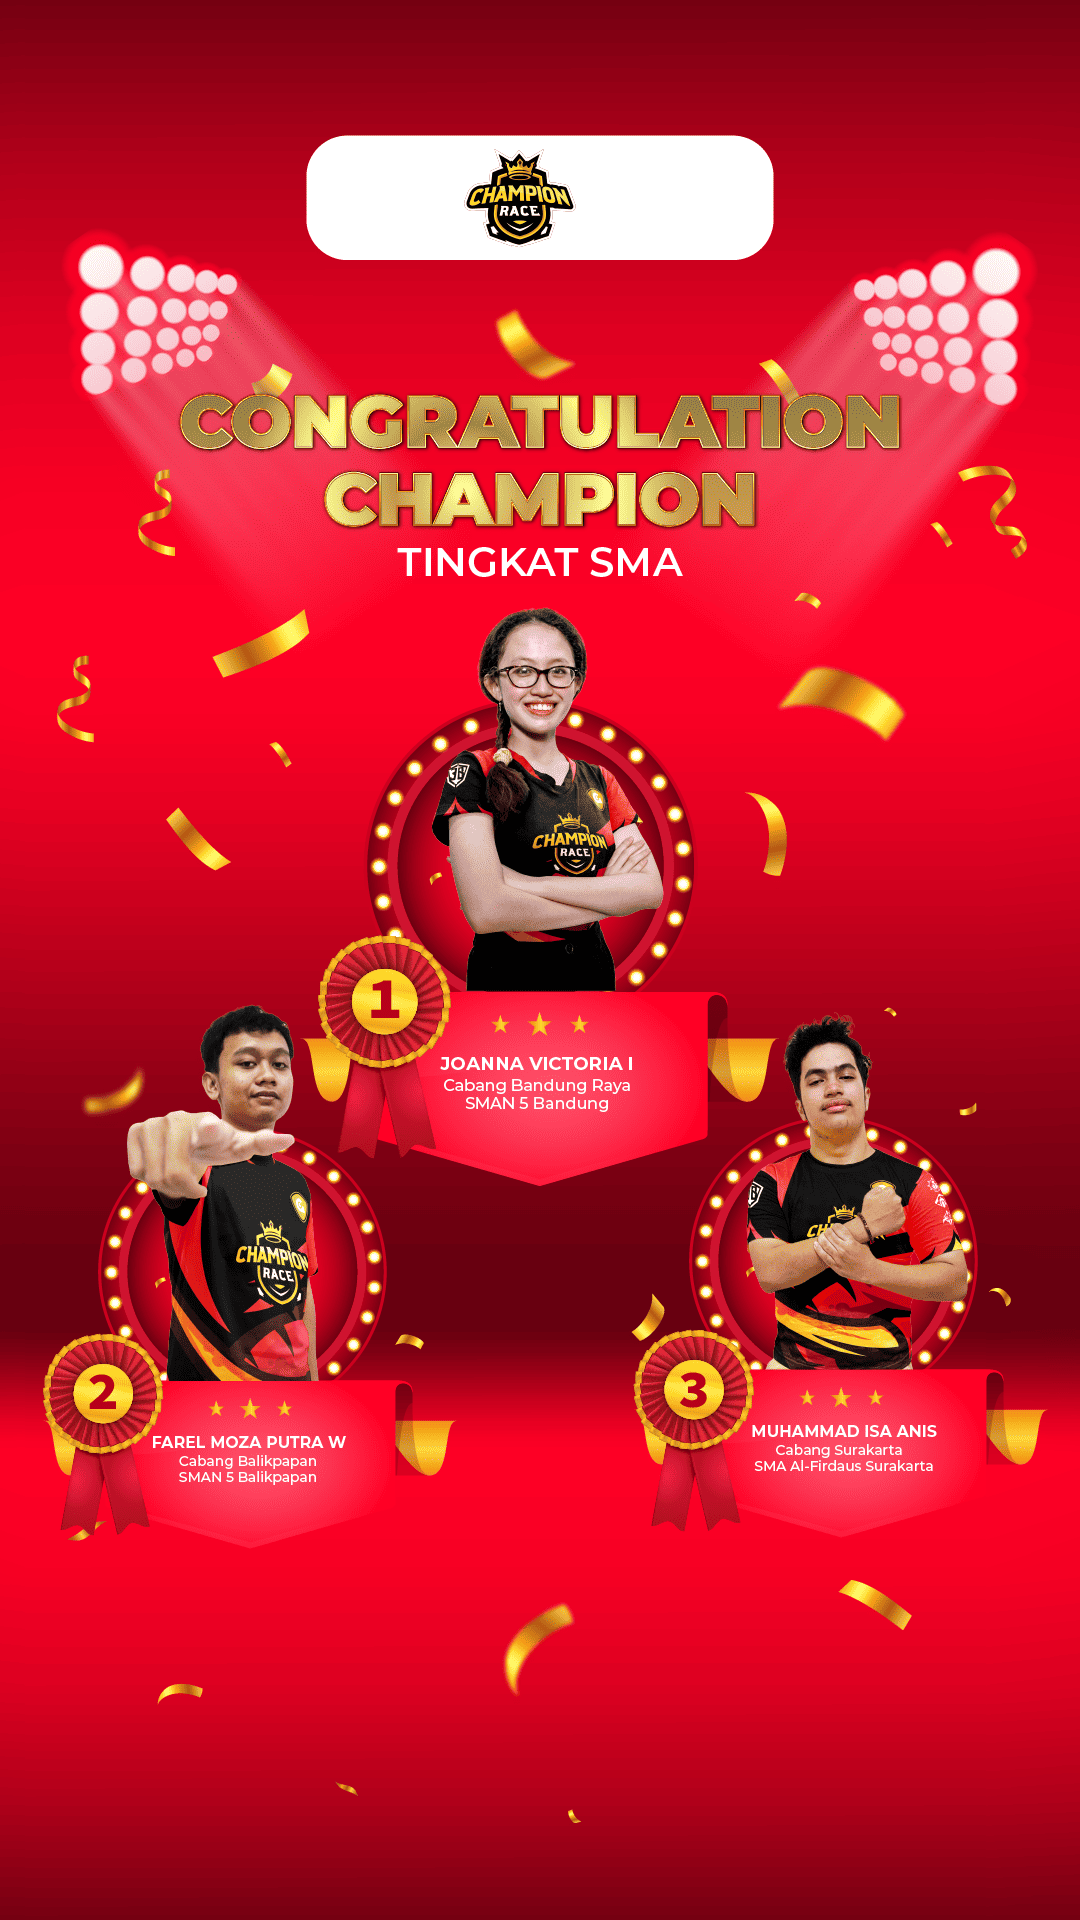 CHAMPION
RACE
CONGRATULATION
CHAMPION
TINGKAT SMA
CHAMPION
RACE
1
JOANNA VICTORIA I
Cabang Bandung Raya
SMAN 5 Bandung
CHAMPION
RACE
2
FAREL MOZA PUTRA W
Cabang Balikpapan
SMAN 5 Balikpapan
3
MUHAMMAD ISA ANIS
Cabang Surakarta
SMA Al-Firdaus Surakarta